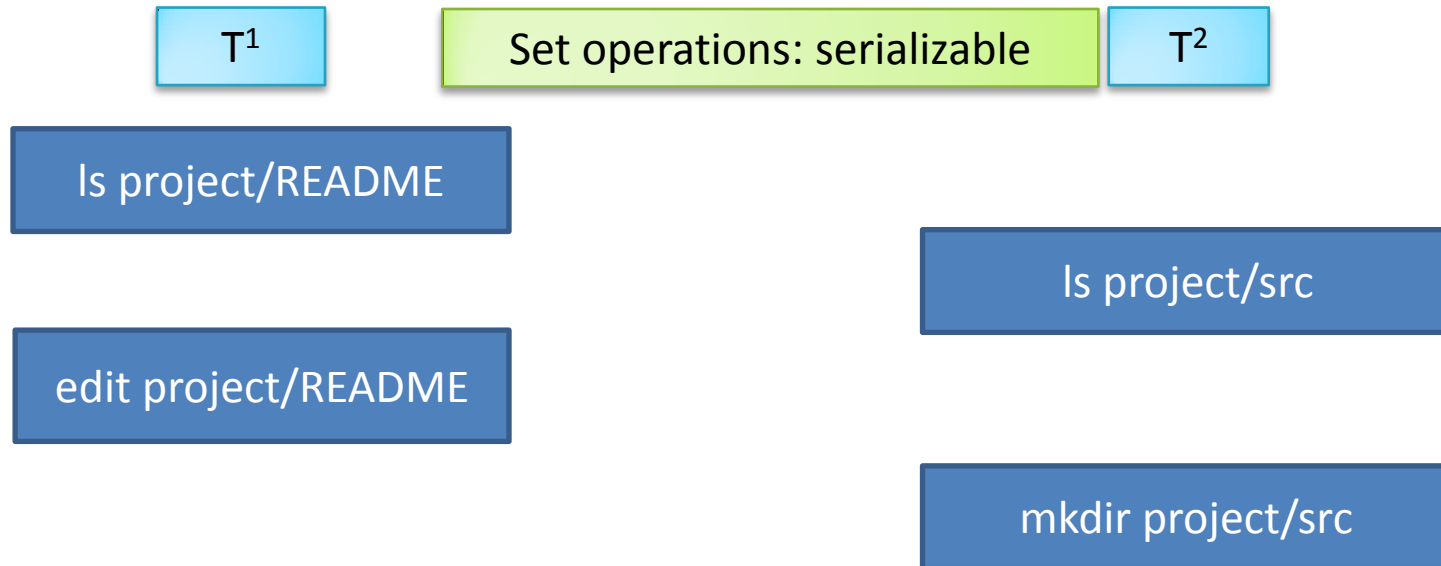 T¹ Set operations: serializable T²
ls project/README
ls project/src
edit project/README
mkdir project/src